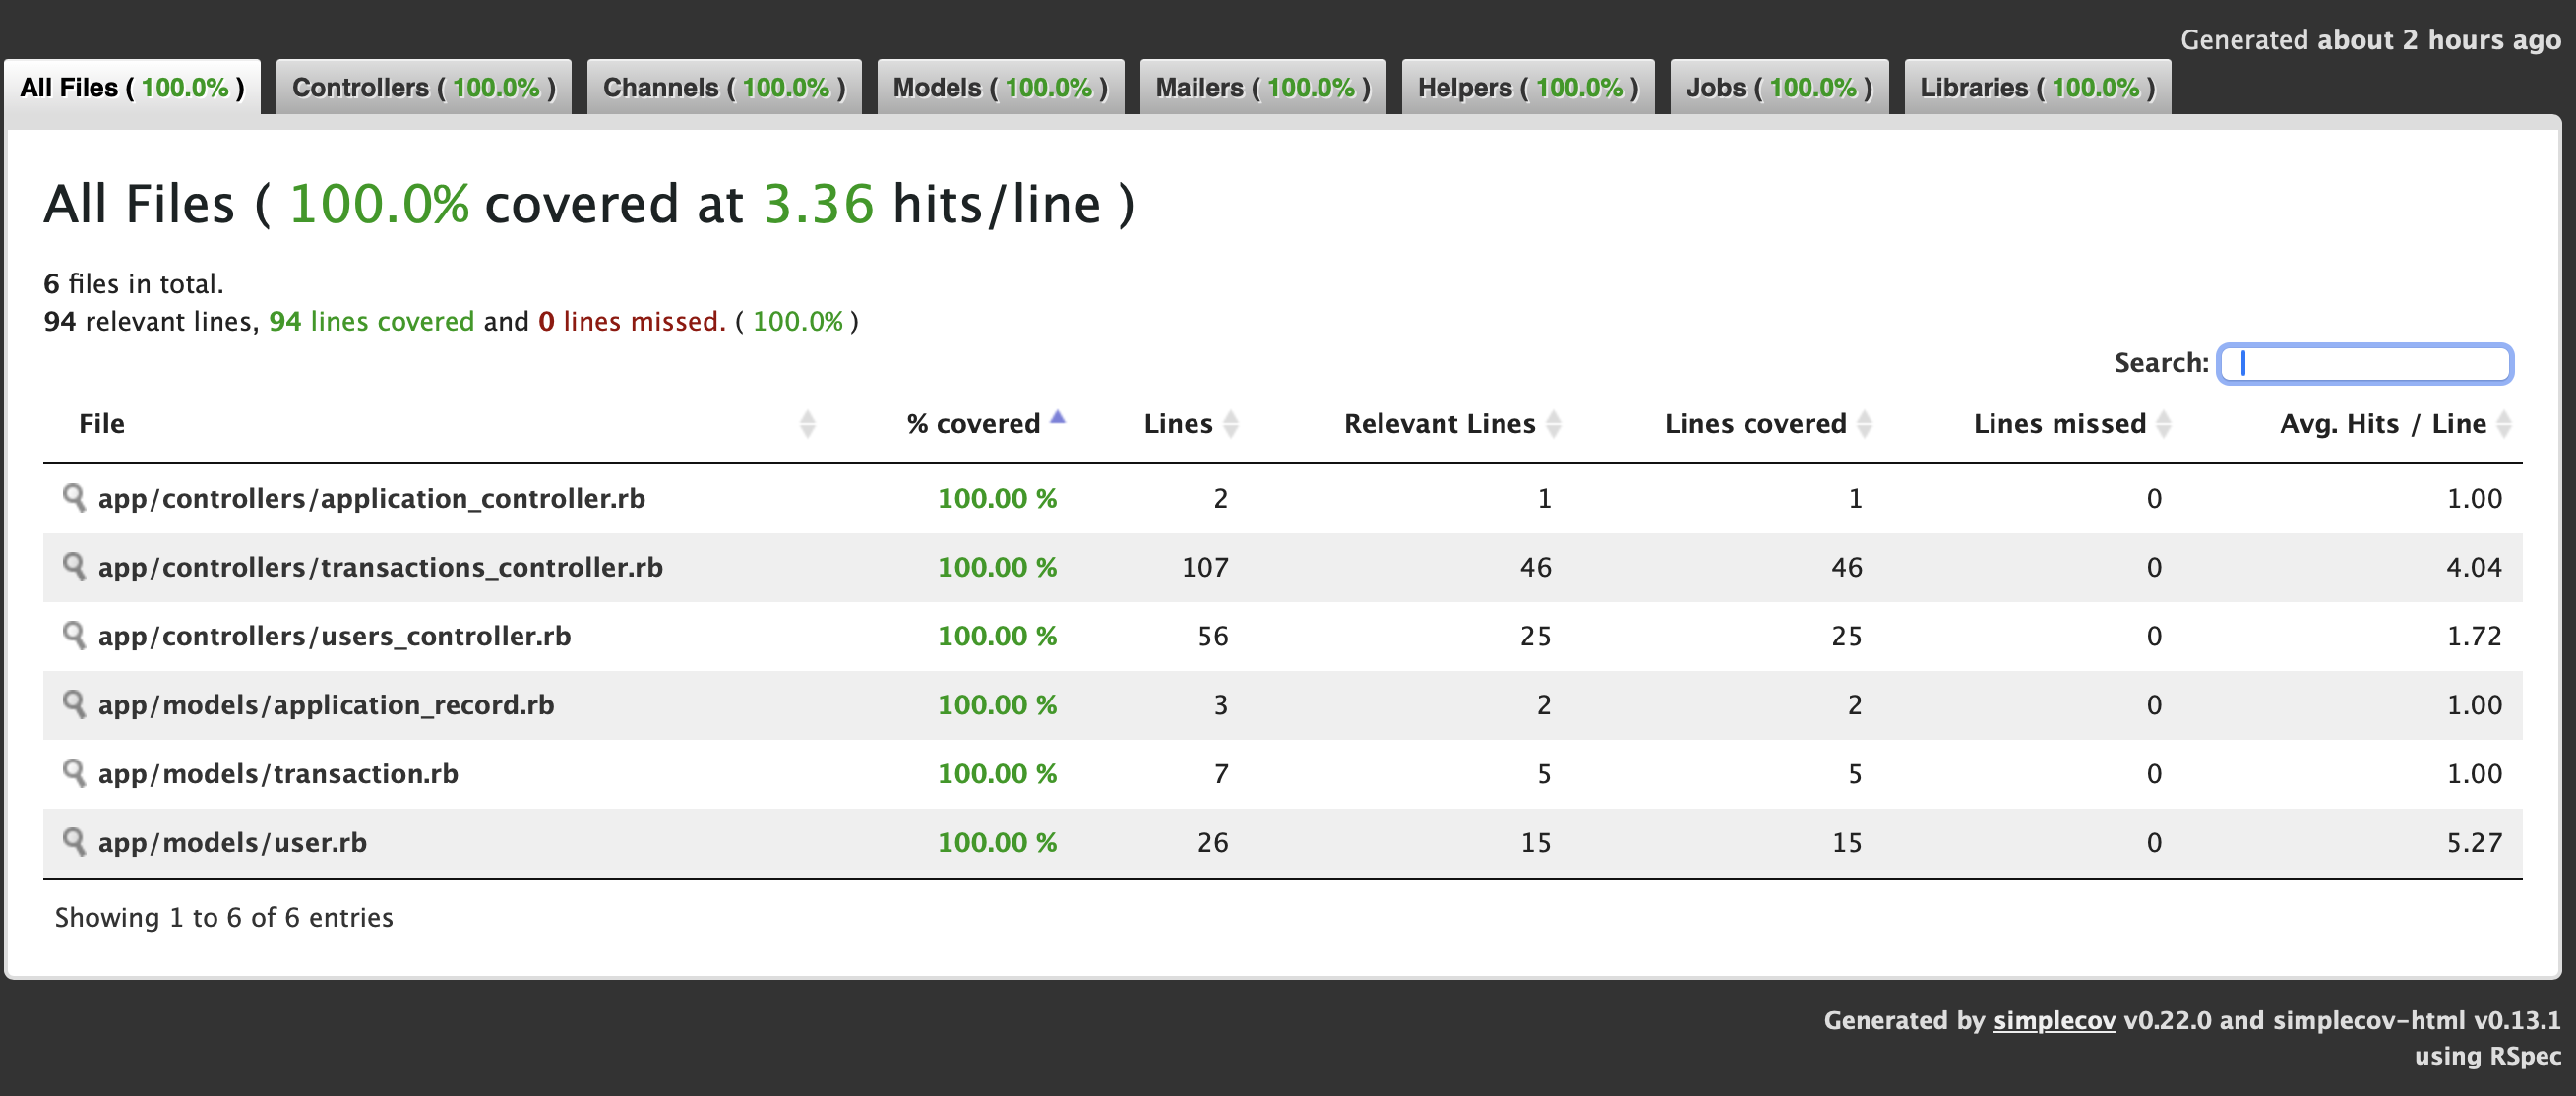 Generated about 2 hours ago
All Files ( 100.0% ) Controllers ( 100.0% ) Channels ( 100.0% ) Models ( 100.0% ) Mailers ( 100.0% ) Helpers ( 100.0% ) Jobs ( 100.0% ) Libraries ( 100.0% )
All Files ( 100.0% covered at 3.36 hits/line )
6 files in total.
94 relevant lines, 94 lines covered and 0 lines missed. ( 100.0% )
Search:
File % covered Lines Relevant Lines Lines covered Lines missed Avg. Hits / Line
app/controllers/application_controller.rb 100.00 % 2 1 1 0 1.00
app/controllers/transactions_controller.rb 100.00 % 107 46 46 0 4.04
app/controllers/users_controller.rb 100.00 % 56 25 25 0 1.72
app/models/application_record.rb 100.00 % 3 2 2 0 1.00
app/models/transaction.rb 100.00 % 7 5 5 0 1.00
app/models/user.rb 100.00 % 26 15 15 0 5.27
Showing 1 to 6 of 6 entries
Generated by simplecov v0.22.0 and simplecov-html v0.13.1
using RSpec